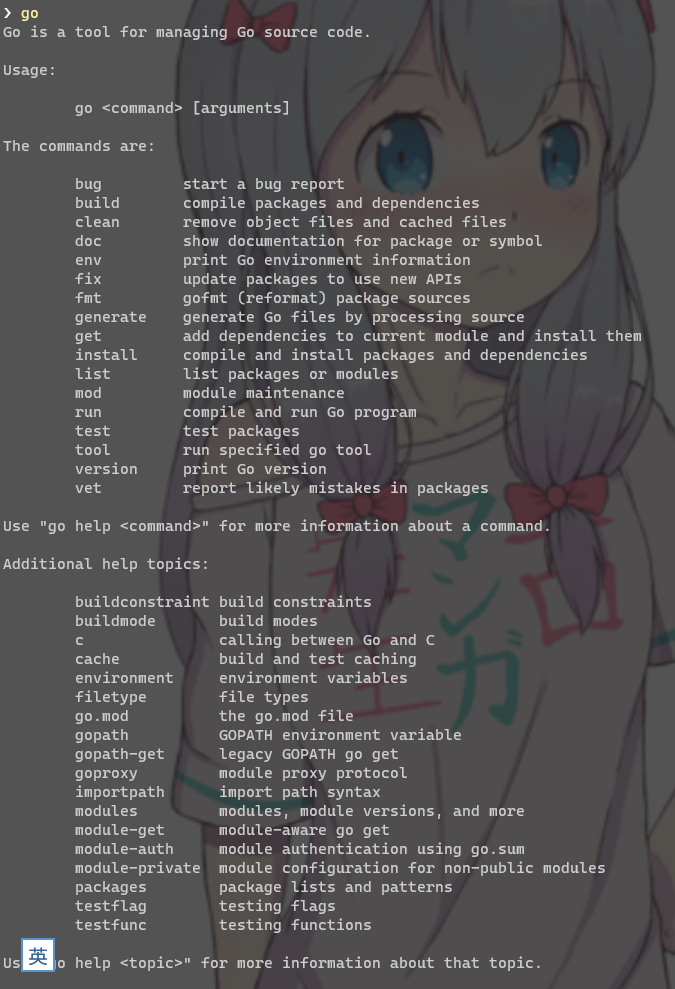 ❯ go
Go is a tool for managing Go source code.
Usage:
go <command> [arguments]
The commands are:
bug start a bug report
build compile packages and dependencies
clean remove object files and cached files
doc show documentation for package or symbol
env print Go environment information
fix update packages to use new APIs
fmt gofmt (reformat) package sources
generate generate Go files by processing source
get add dependencies to current module and install them
install compile and install packages and dependencies
list list packages or modules
mod module maintenance
run compile and run Go program
test test packages
tool run specified go tool
version print Go version
vet report likely mistakes in packages
Use "go help <command>" for more information about a command.
Additional help topics:
buildconstraint build constraints
buildmode build modes
c calling between Go and C
cache build and test caching
environment environment variables
filetype file types
go.mod the go.mod file
gopath GOPATH environment variable
gopath-get legacy GOPATH go get
goproxy module proxy protocol
importpath import path syntax
modules modules, module versions, and more
module-get module-aware go get
module-auth module authentication using go.sum
module-private module configuration for non-public modules
packages package lists and patterns
testflag testing flags
testfunc testing functions
Us o help <topic>" for more information about that topic.
英
マンガ
先生